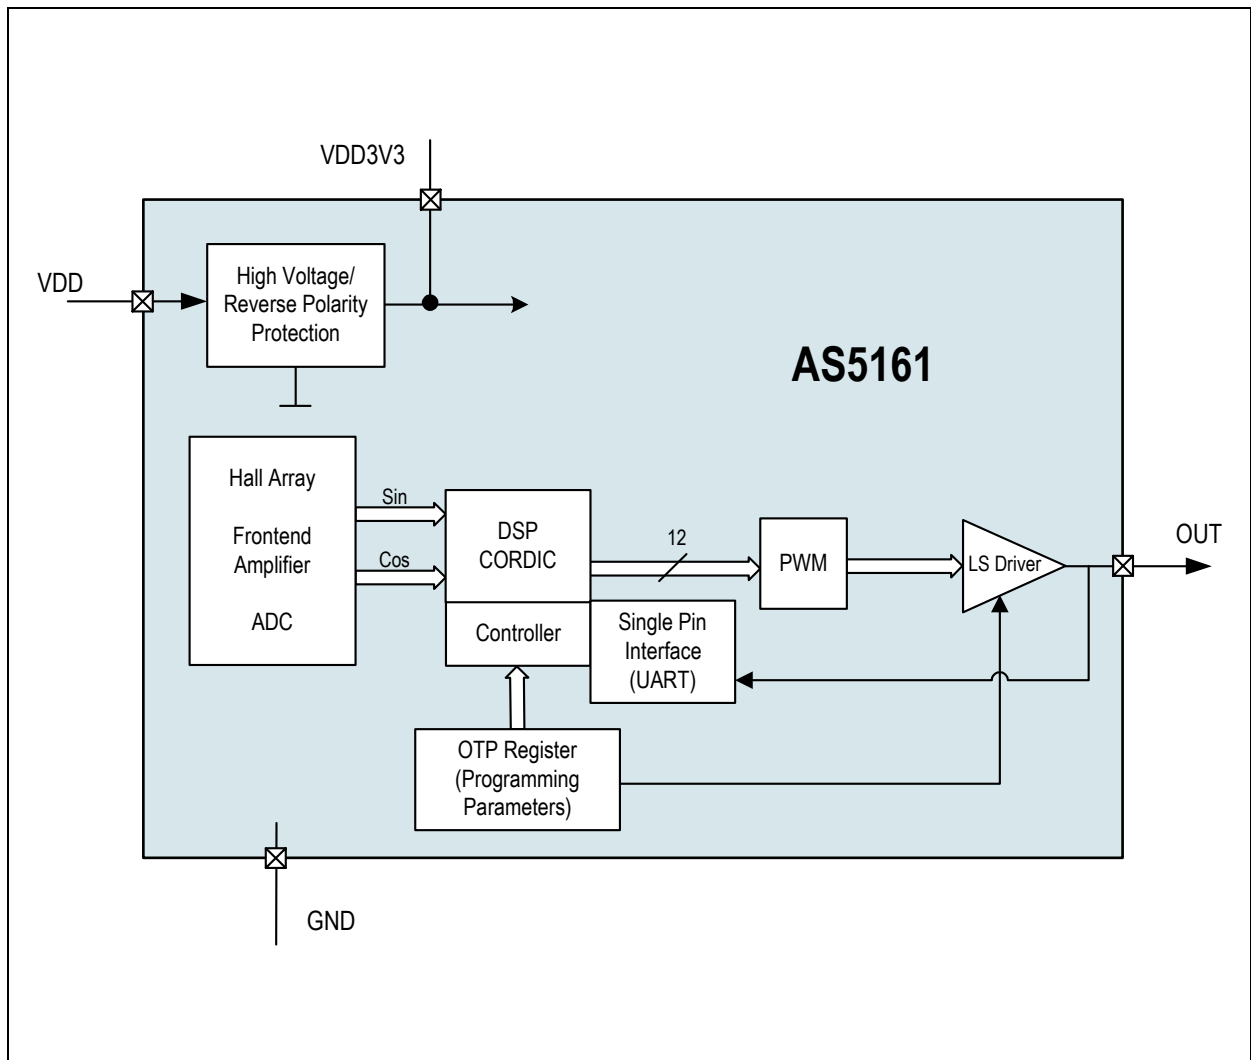 VDD3V3
VDD
High Voltage/
Reverse Polarity
Protection
AS5161
Hall Array
Frontend
Amplifier
ADC
Sin
Cos
DSP
CORDIC
Controller
12
PWM
LS Driver
OUT
Single Pin
Interface
(UART)
OTP Register
(Programming
Parameters)
GND